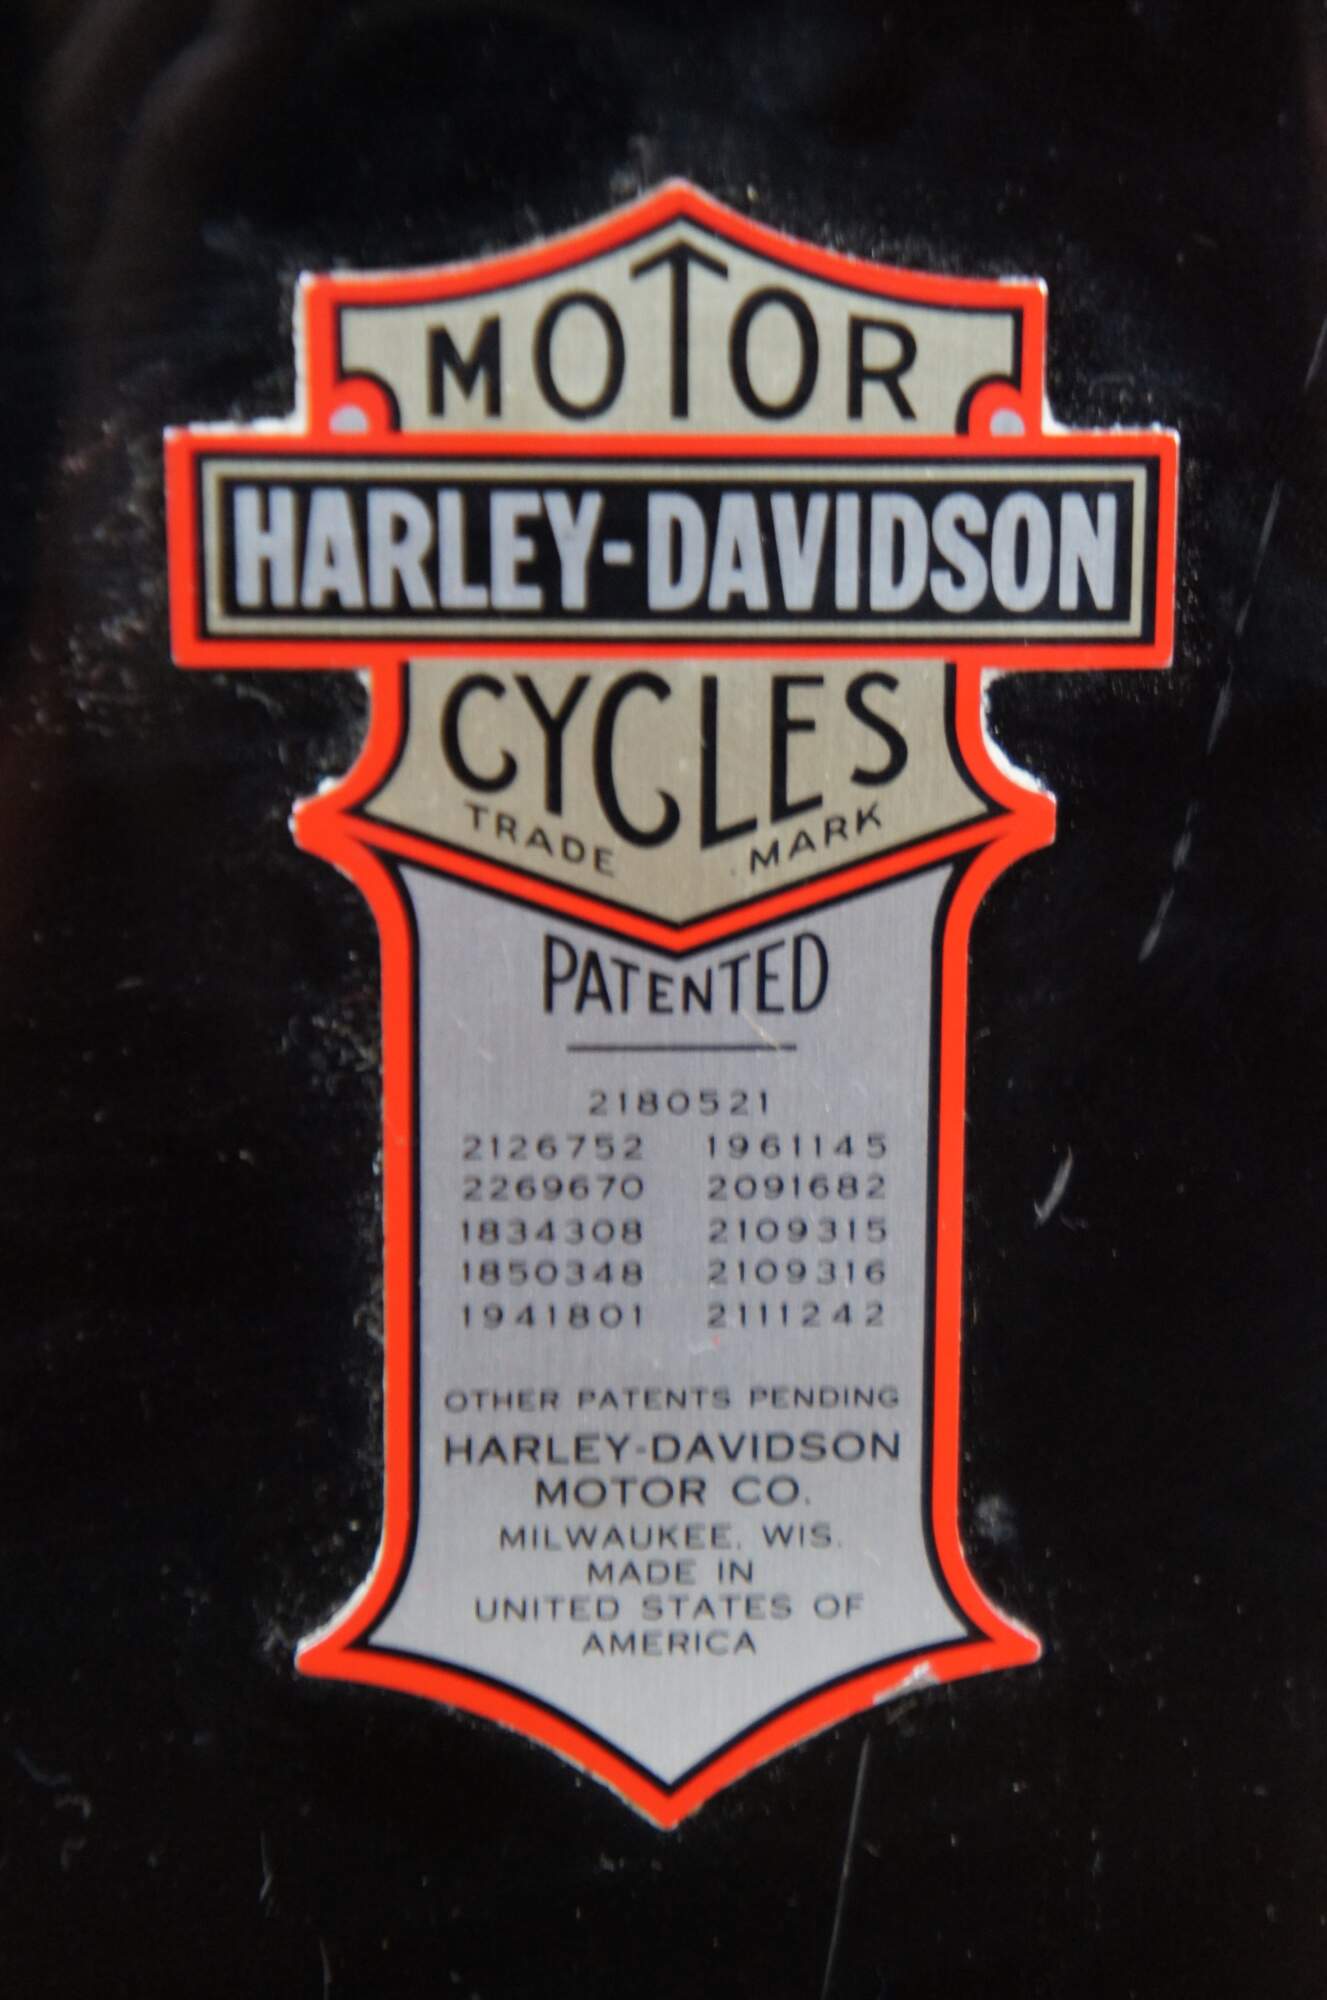 MOTOR
HARLEY-DAVIDSON
CYCLES
TRADE MARK
PATENTED
2180521
2126752 1961145
2269670 2091682
1834308 2109315
1850348 2109316
1941801 2111242
OTHER PATENTS PENDING
HARLEY-DAVIDSON
MOTOR CO.
MILWAUKEE, WIS.
MADE IN
UNITED STATES OF
AMERICA